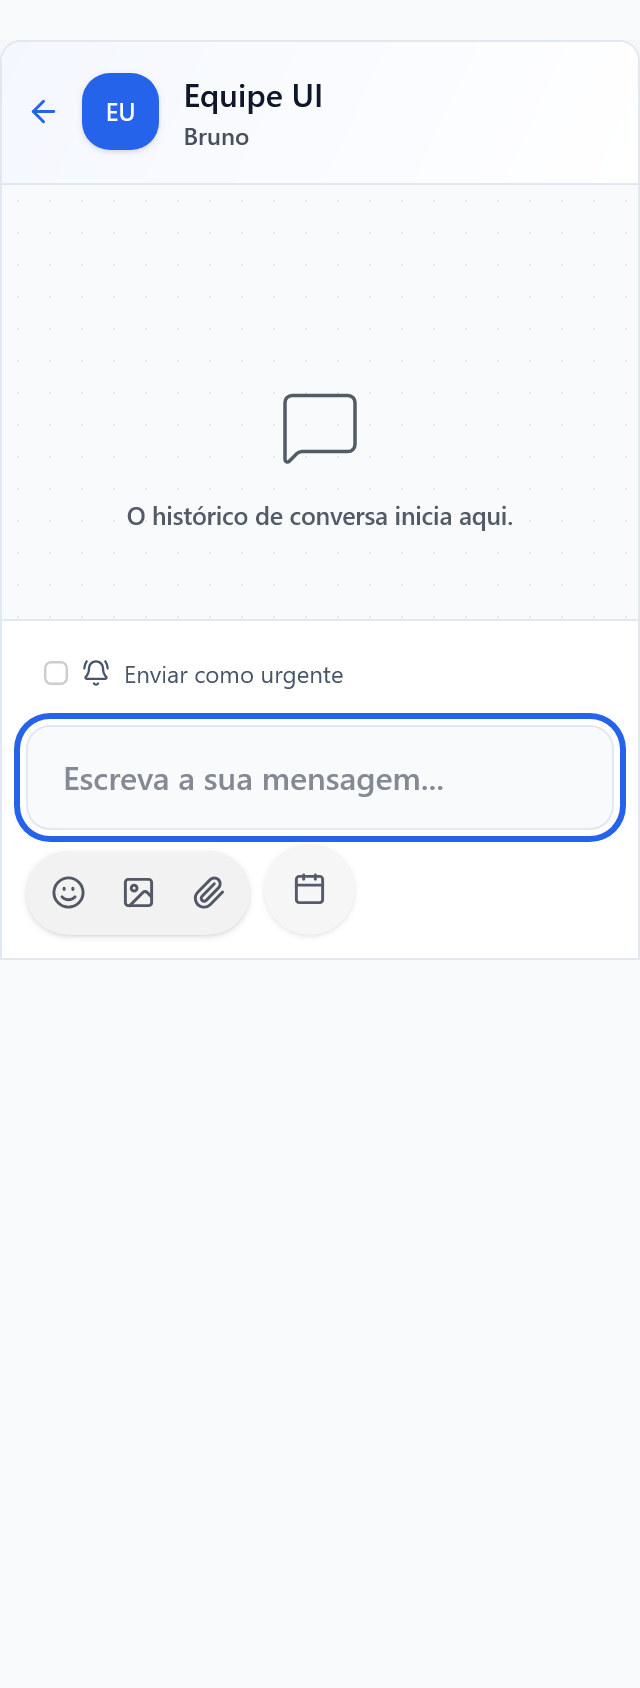 EU
Equipe UI
Bruno
O histórico de conversa inicia aqui.
Enviar como urgente
Escreva a sua mensagem...